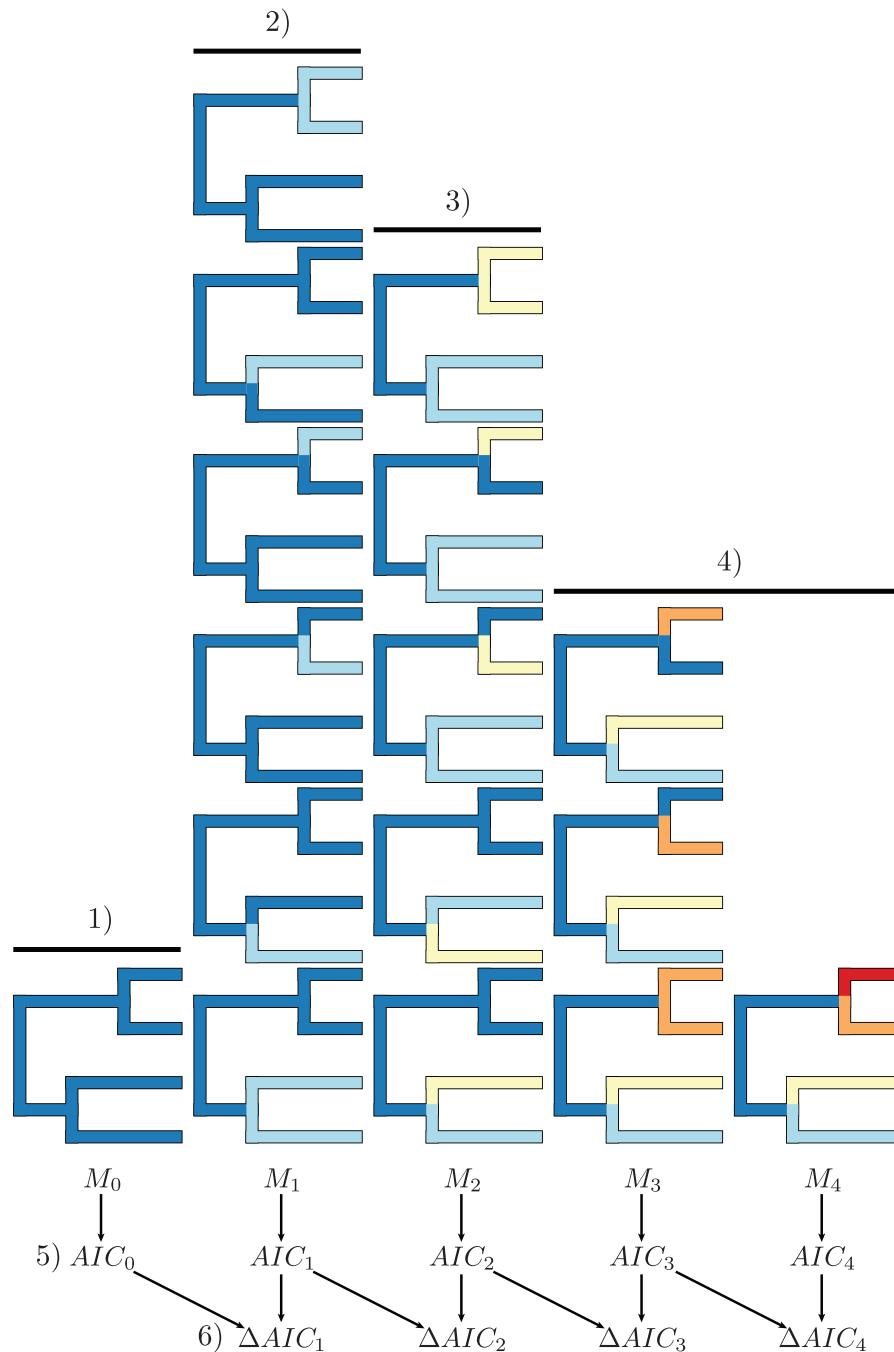 2)
3)
4)
1)
M₀ M₁ M₂ M₃ M₄
5) AIC₀ AIC₁ AIC₂ AIC₃ AIC₄
6) ΔAIC₁ ΔAIC₂ ΔAIC₃ ΔAIC₄